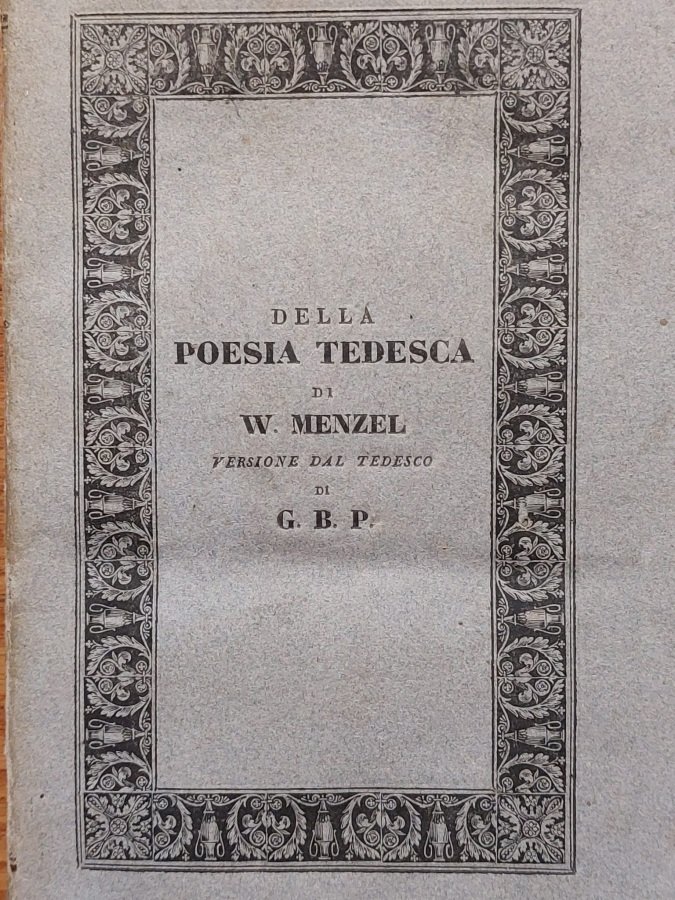 DELLA
POESIA TEDESCA
DI
W. MENZEL
VERSIONE DAL TEDESCO
DI
G. B. P.